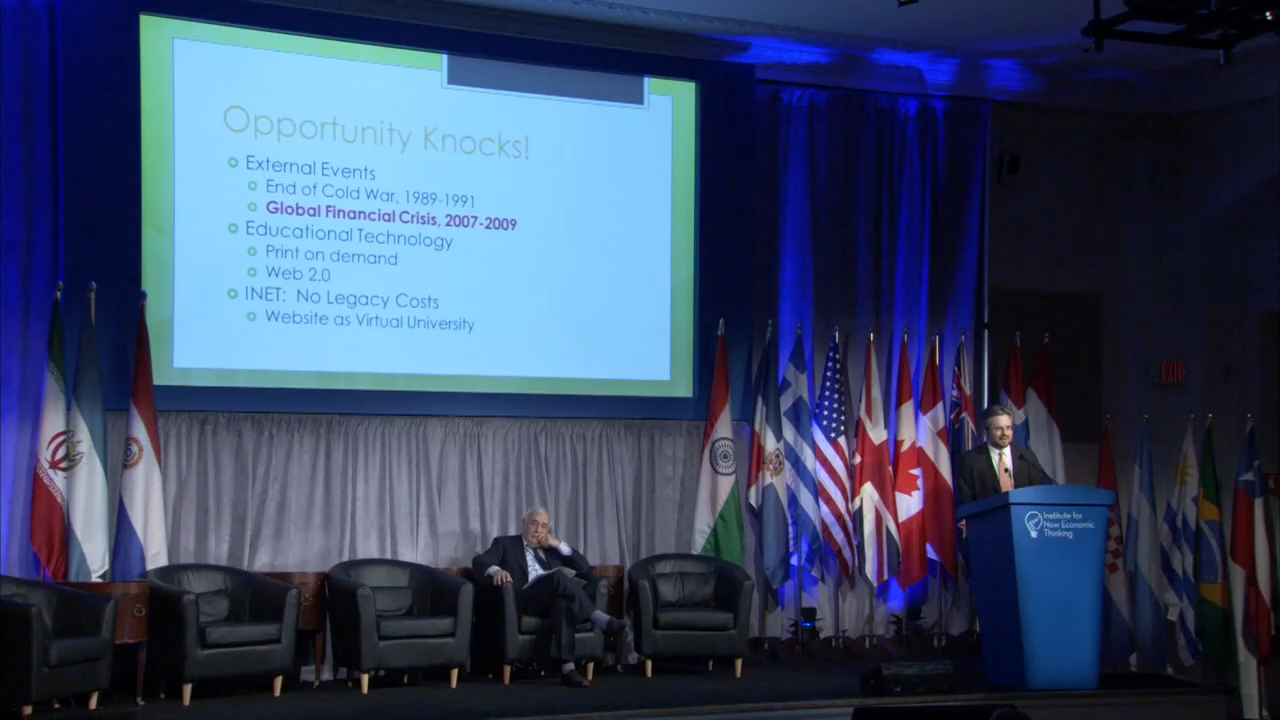 Opportunity Knocks!
External Events
End of Cold War, 1989-1991
Global Financial Crisis, 2007-2009
Educational Technology
Print on demand
Web 2.0
INET: No Legacy Costs
Website as Virtual University
EXIT
Institute for
New Economic
Thinking